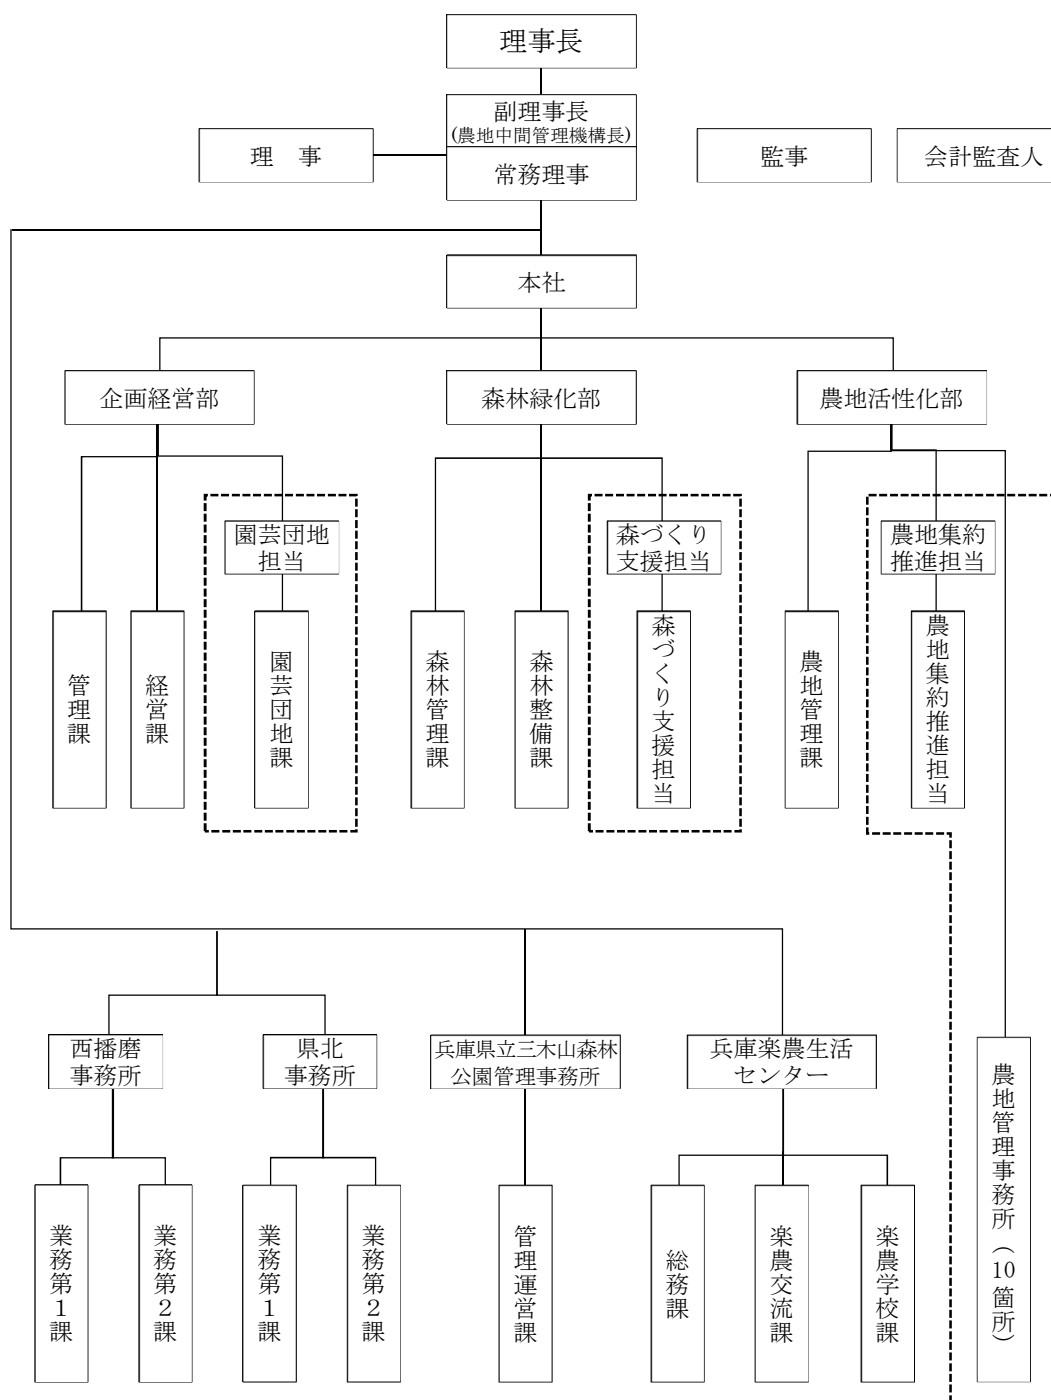 理事長
副理事長
(農地中間管理機構長)
理　事
常務理事
監事
会計監査人
本社
企画経営部
森林緑化部
農地活性化部
園芸団地
担当
森づくり
支援担当
農地集約
推進担当
管理課
経営課
園芸団地課
森林管理課
森林整備課
森づくり支援担当
農地管理課
農地集約推進担当
西播磨
事務所
県北
事務所
兵庫県立三木山森林
公園管理事務所
兵庫楽農生活
センター
農地管理事務所（10箇所）
業務第１課
業務第２課
業務第１課
業務第２課
管理運営課
総務課
楽農交流課
楽農学校課